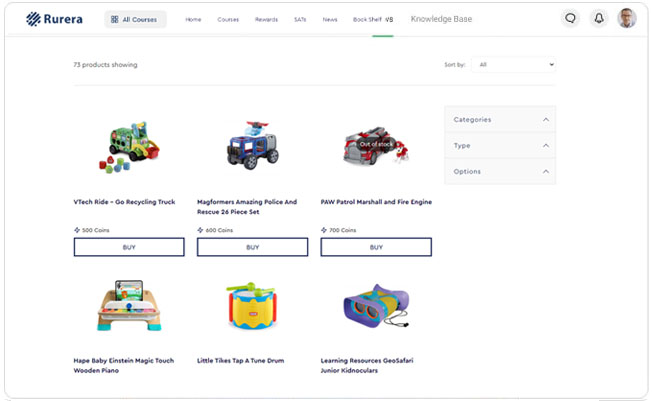 Rurera
All Courses
Home
Courses
Rewards
SATs
News
Book Shelf
Knowledge Base
73 products showing
Sort by:
All
Categories
Type
Options
Out of stock
VTech Ride – Go Recycling Truck
Magformers Amazing Police And
Rescue 26 Piece Set
PAW Patrol Marshall and Fire Engine
500 Coins
600 Coins
700 Coins
BUY
BUY
BUY
Hape Baby Einstein Magic Touch
Wooden Piano
Little Tikes Tap A Tune Drum
Learning Resources GeoSafari
Junior Kidnoculars